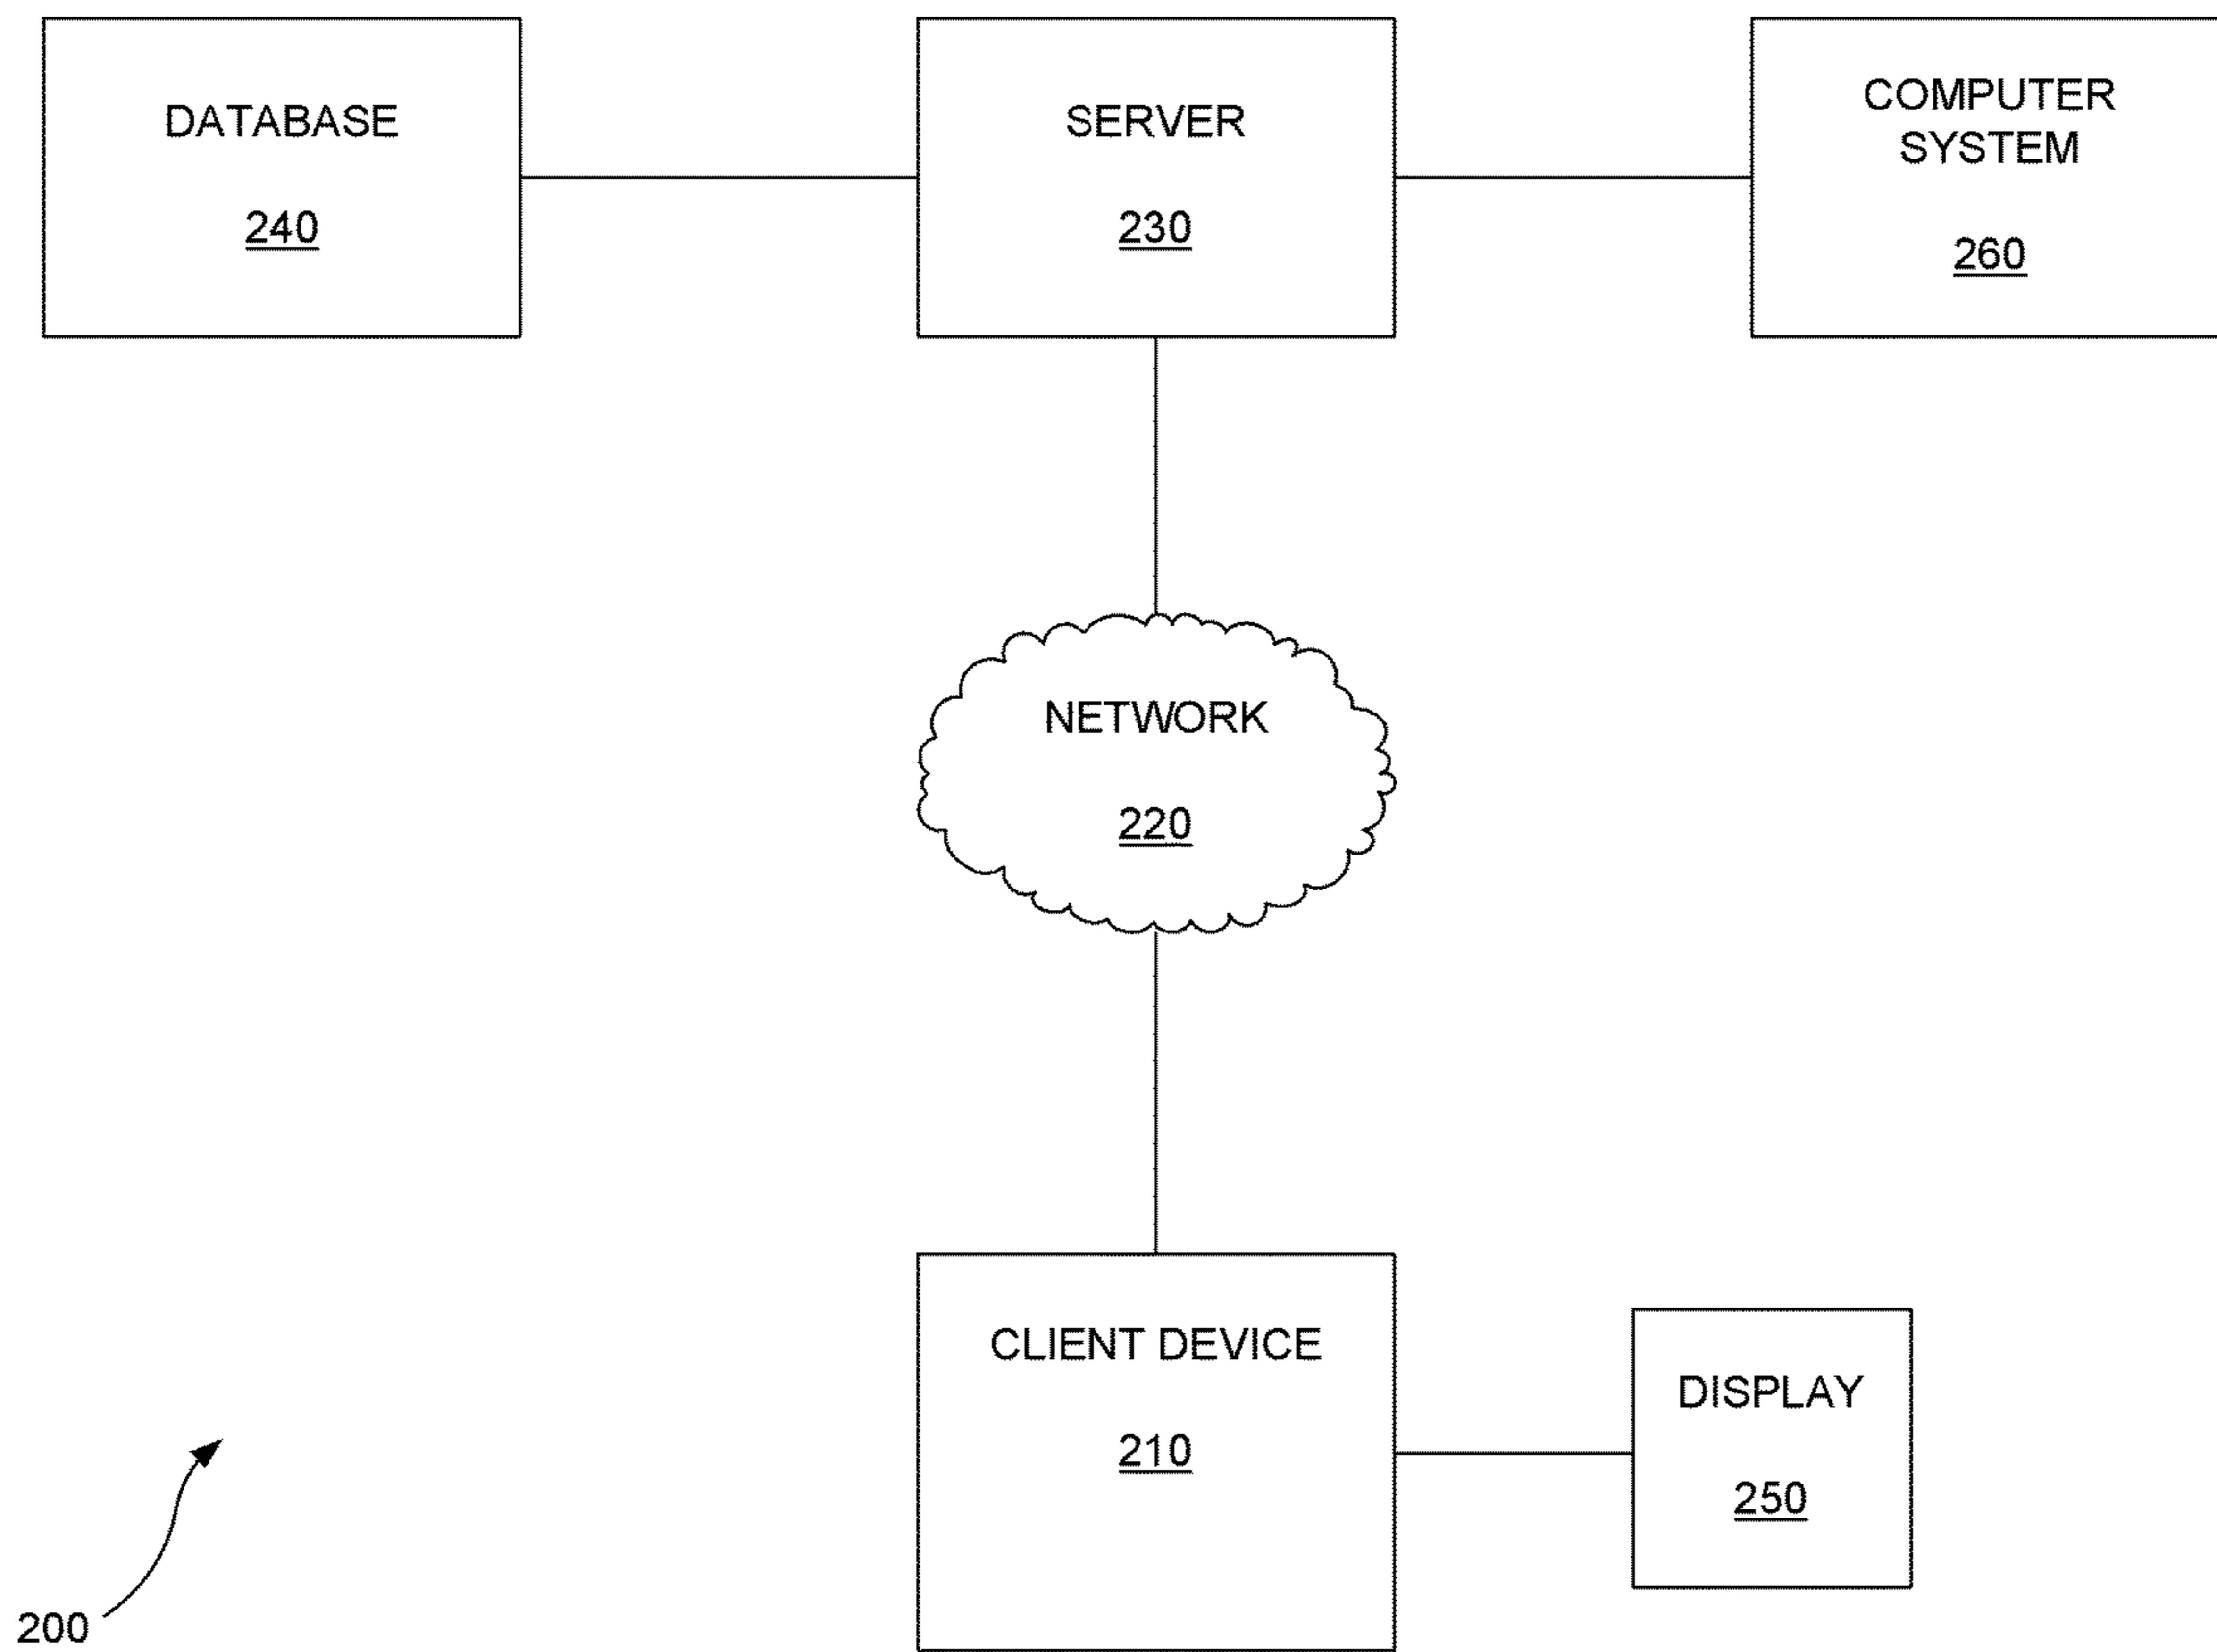 DATABASE
240
SERVER
230
COMPUTER
SYSTEM
260
NETWORK
220
CLIENT DEVICE
210
DISPLAY
250
200